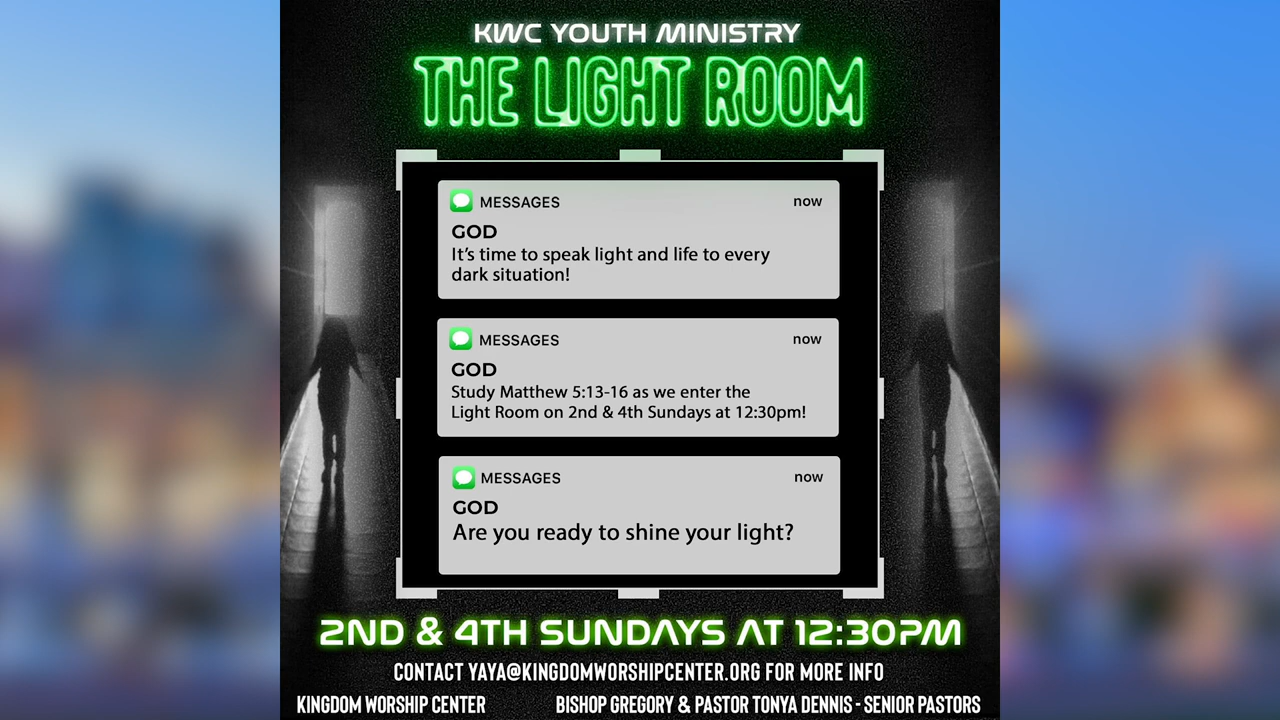 KWC YOUTH MINISTRY
THE LIGHT ROOM
MESSAGES now
GOD
It's time to speak light and life to every
dark situation!
MESSAGES now
GOD
Study Matthew 5:13-16 as we enter the
Light Room on 2nd & 4th Sundays at 12:30pm!
MESSAGES now
GOD
Are you ready to shine your light?
2ND & 4TH SUNDAYS AT 12:30PM
CONTACT YAYA@KINGDOMWORSHIPCENTER.ORG FOR MORE INFO
KINGDOM WORSHIP CENTER BISHOP GREGORY & PASTOR TONYA DENNIS - SENIOR PASTORS